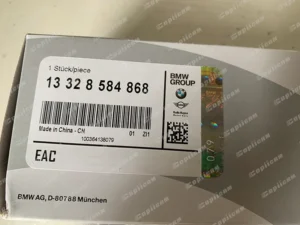 1 Stück/piece
13 32 8 584 868
BMW
GROUP
Made in China - CN
01 Z11
100364138079
EAC
BMW AG, D-80788 München